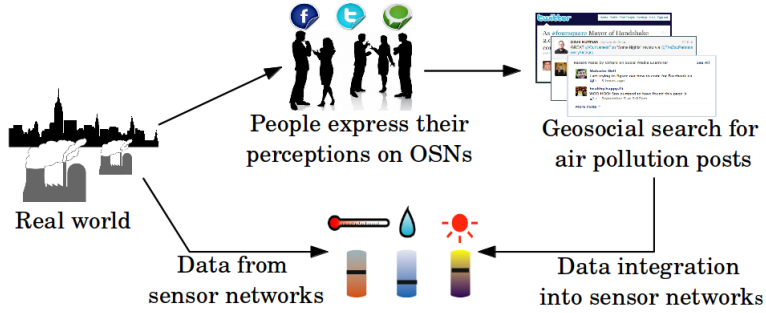 twitter
People express their
perceptions on OSNs
Geosocial search for
air pollution posts
Real world
Data from
sensor networks
Data integration
into sensor networks